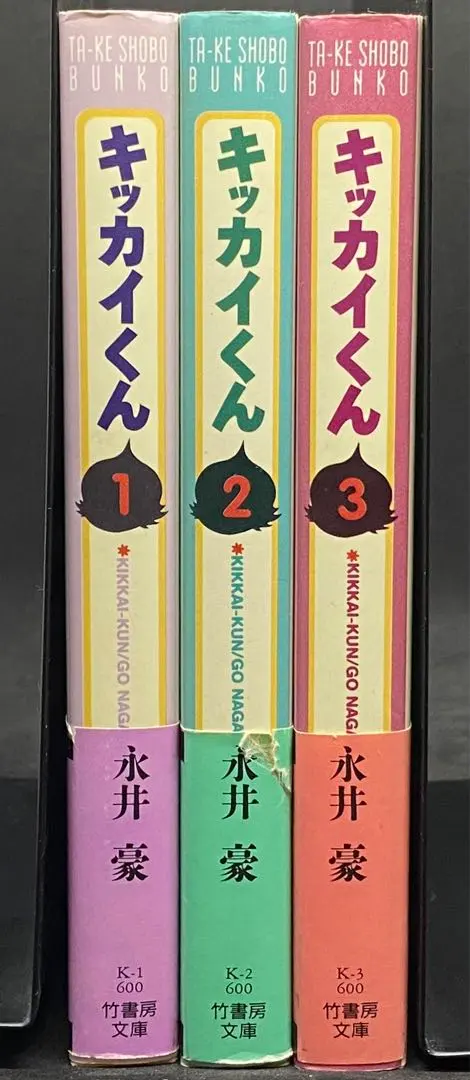 TA-KE SHOBO
BUNKO
キッカイくん
1
*KIKKAI-KUN/GO NAGA
永井 豪
K-1
600
竹書房
文庫
TA-KE SHOBO
BUNKO
キッカイくん
2
*KIKKAI-KUN/GO NAGA
永井 豪
K-2
600
竹書房
文庫
TA-KE SHOBO
BUNKO
キッカイくん
3
*KIKKAI-KUN/GO NAGA
永井 豪
K-3
600
竹書房
文庫